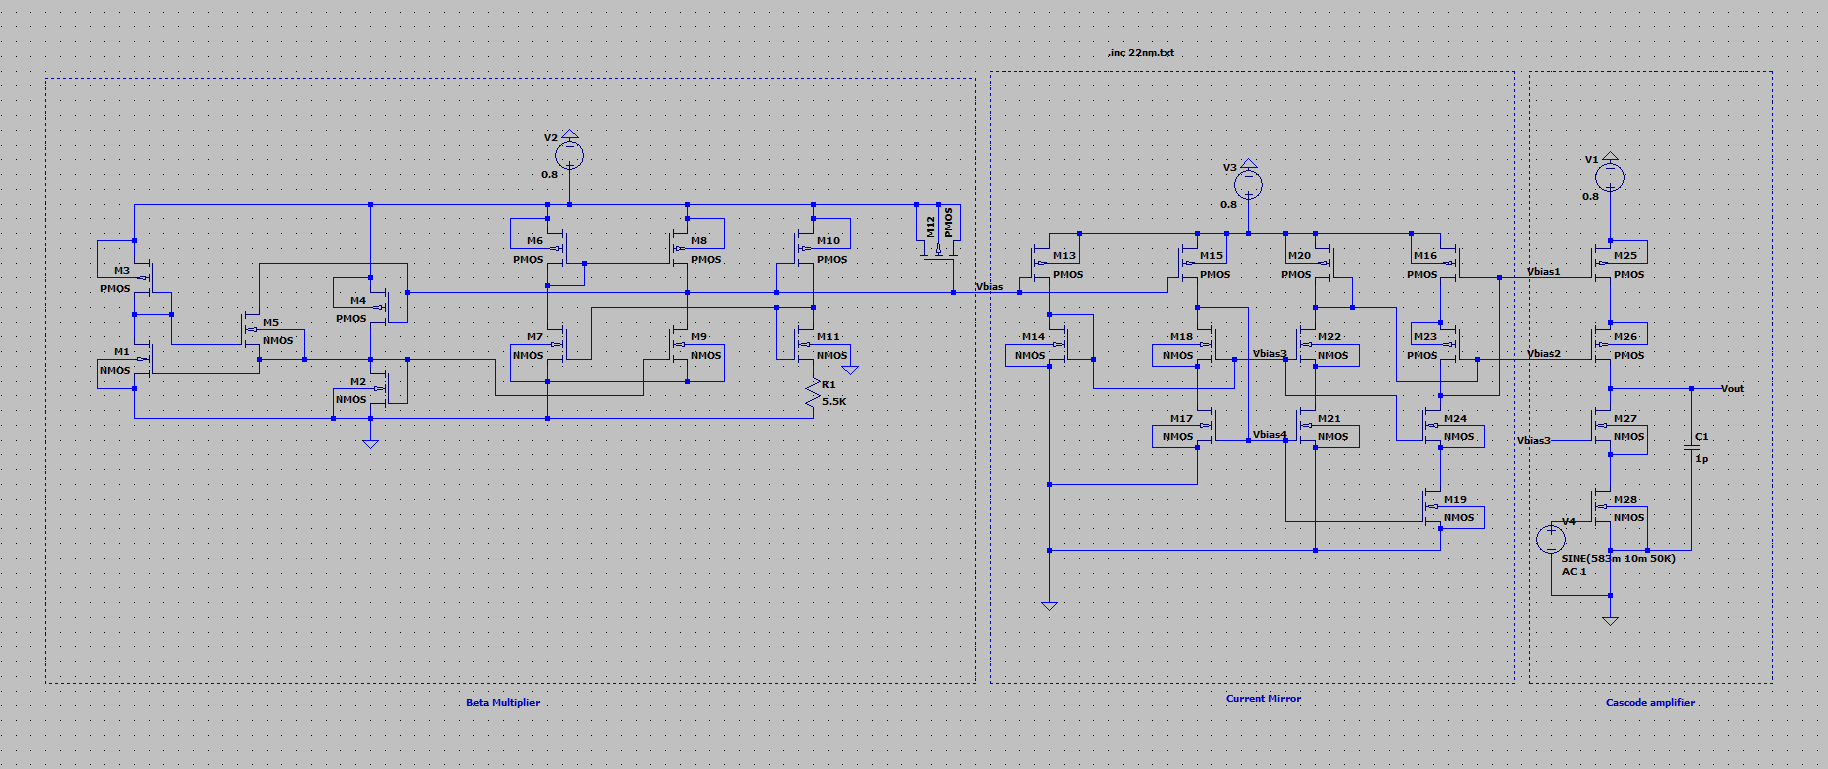 .inc 22nm.txt
V2
0.8
V3
0.8
V1
0.8
M12
PMOS
M6
PMOS
M8
PMOS
M10
PMOS
M3
PMOS
M4
PMOS
M5
NMOS
M1
NMOS
M2
NMOS
M7
NMOS
M9
NMOS
M11
NMOS
R1
5.5K
Vbias
M13
PMOS
M15
PMOS
M20
PMOS
M16
PMOS
M14
NMOS
M18
NMOS
Vbias3
M22
NMOS
M23
PMOS
M17
NMOS
Vbias4
M21
NMOS
M24
NMOS
M19
NMOS
Vbias1
M25
PMOS
Vbias2
M26
PMOS
Vout
Vbias3
M27
NMOS
C1
1p
M28
NMOS
V4
SINE(583m 10m 50K)
AC 1
Beta Multiplier
Current Mirror
Cascode amplifier